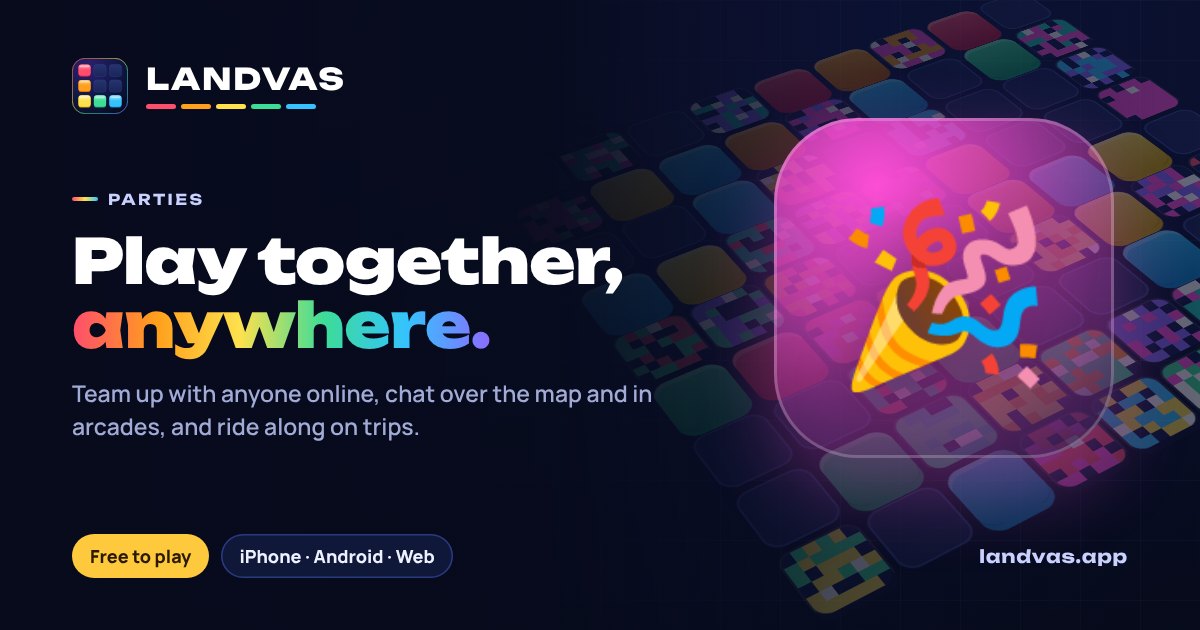 LANDVAS
PARTIES
Play together,
anywhere.
Team up with anyone online, chat over the map and in
arcades, and ride along on trips.
Free to play
iPhone · Android · Web
landvas.app